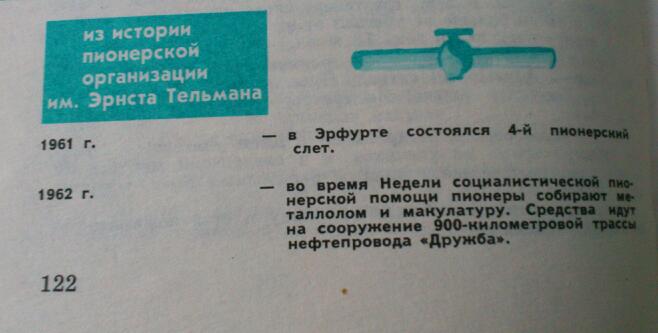 из истории
пионерской
организации
им. Эрнста Тельмана
1961 г. — в Эрфурте состоялся 4-й пионерский
слет.
1962 г. — во время Недели социалистической пио-
нерской помощи пионеры собирают ме-
таллолом и макулатуру. Средства идут
на сооружение 900-километровой трассы
нефтепровода «Дружба».
122